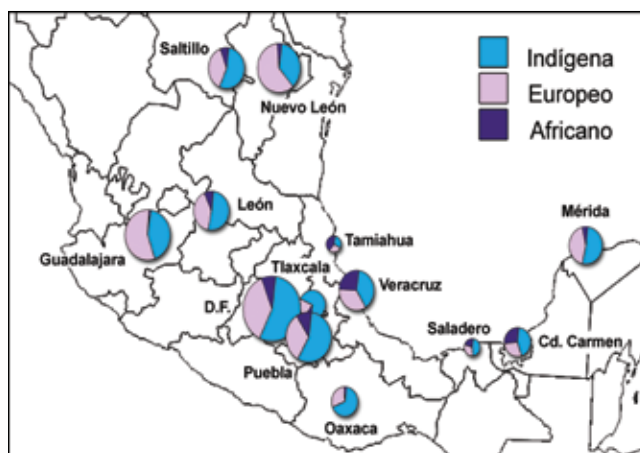 Saltillo
Nuevo León
Indígena
Europeo
Africano
León
Guadalajara
Tamiahua
Mérida
Tlaxcala
D.F.
Veracruz
Saladero
Cd. Carmen
Puebla
Oaxaca